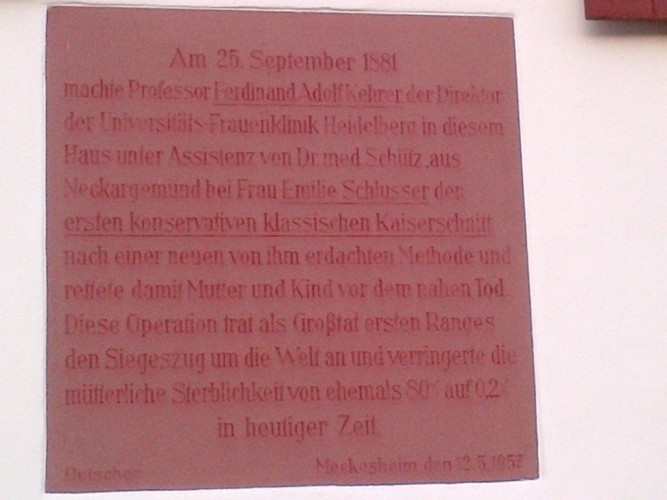 Am 25. September 1881
machte Professor Ferdinand Adolf Kehrer der Direktor
der Universitäts-Frauenklinik Heidelberg in diesem
Haus unter Assistenz von Dr. med. Schütz, aus
Neckargemünd bei Frau Emilie Schlusser den
ersten konservativen klassischen Kaiserschnitt
nach einer neuen von ihm erdachten Methode und
rettete damit Mutter und Kind vor dem nahen Tod.
Diese Operation trat als Großtat ersten Ranges
den Siegeszug um die Welt an und verringerte die
mütterliche Sterblichkeit von ehemals 80% auf 0,2%
in heutiger Zeit
Meckesheim den 12.5.1957